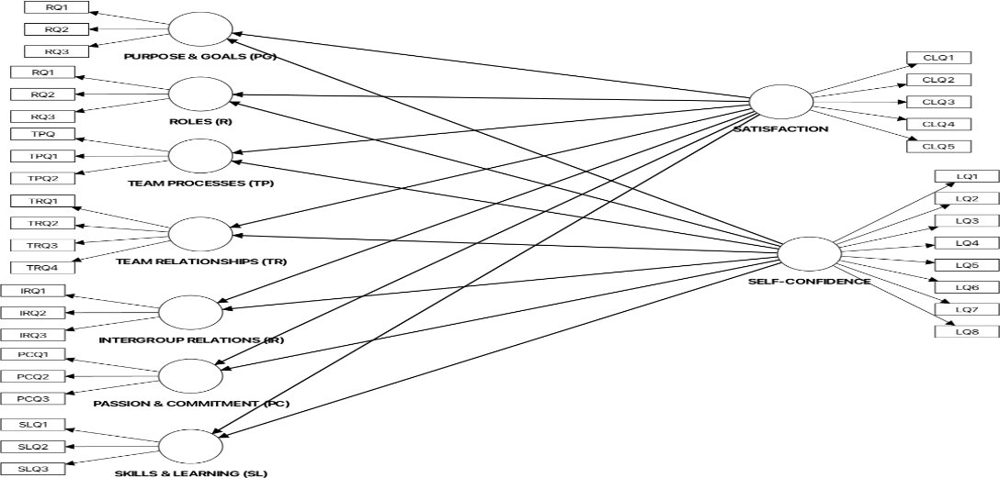 RQ1
RQ2
RQ3
PURPOSE & GOALS (PG)
RQ1
RQ2
RQ3
ROLES (R)
TPQ
TPQ1
TPQ2
TEAM PROCESSES (TP)
TRQ1
TRQ2
TRQ3
TRQ4
TEAM RELATIONSHIPS (TR)
IRQ1
IRQ2
IRQ3
INTERGROUP RELATIONS (IR)
PCQ1
PCQ2
PCQ3
PASSION & COMMITMENT (PC)
SLQ1
SLQ2
SLQ3
SKILLS & LEARNING (SL)
CLQ1
CLQ2
CLQ3
CLQ4
CLQ5
SATISFACTION
LQ1
LQ2
LQ3
LQ4
LQ5
LQ6
LQ7
LQ8
SELF-CONFIDENCE